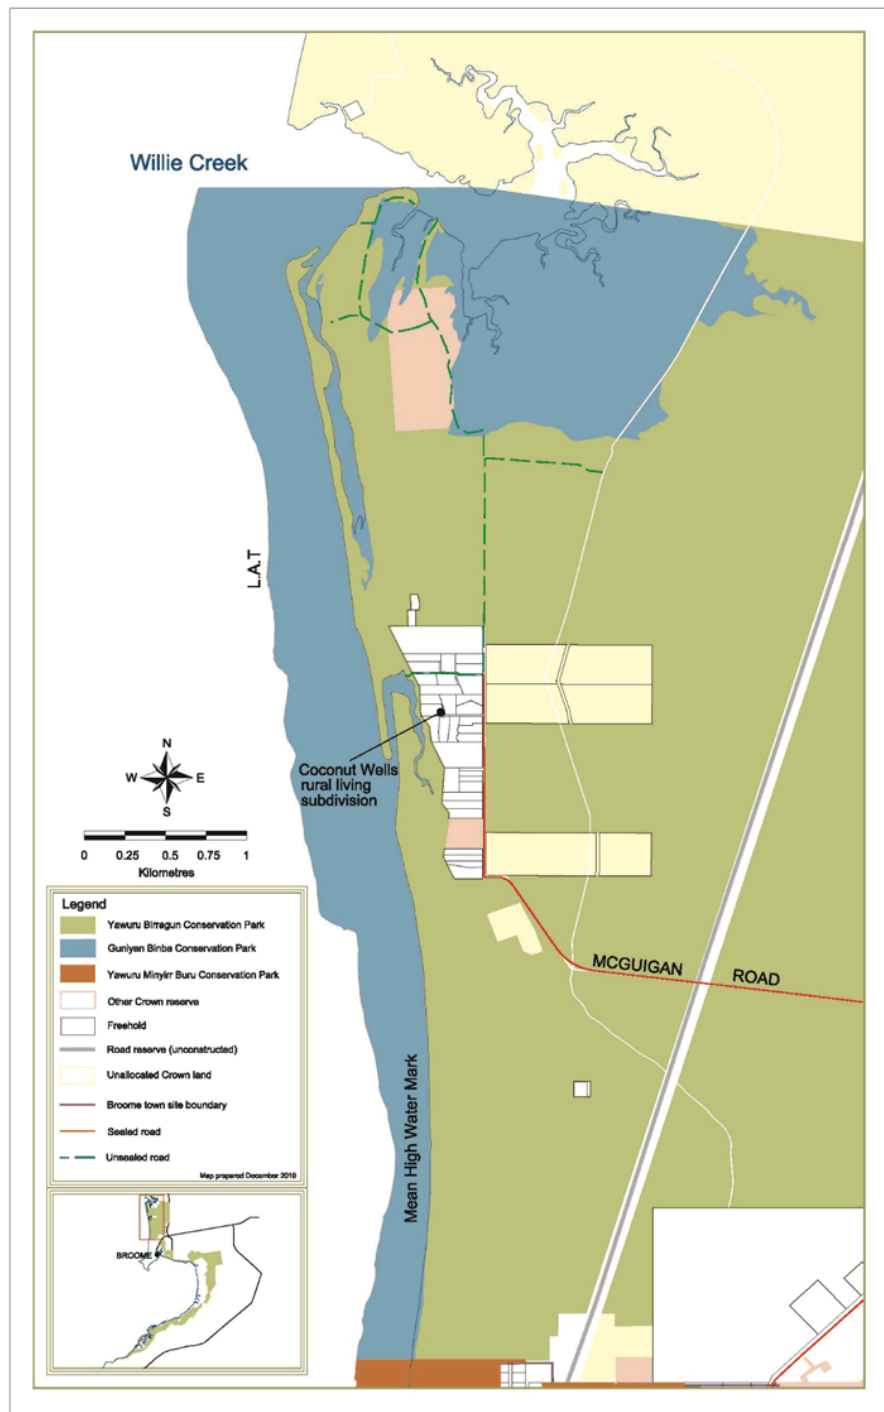 Willie Creek
L.A.T
Coconut Wells
rural living
subdivision
N
W E
S
0 0.25 0.5 0.75 1
Kilometres
MCGUIGAN ROAD
Mean High Water Mark
Legend
Yawuru Birragun Conservation Park
Guniyan Binba Conservation Park
Yawuru Minyirr Buru Conservation Park
Other Crown reserve
Freehold
Road reserve (unconstructed)
Unallocated Crown land
Broome town site boundary
Sealed road
Unsealed road
Map prepared December 2019
BROOME